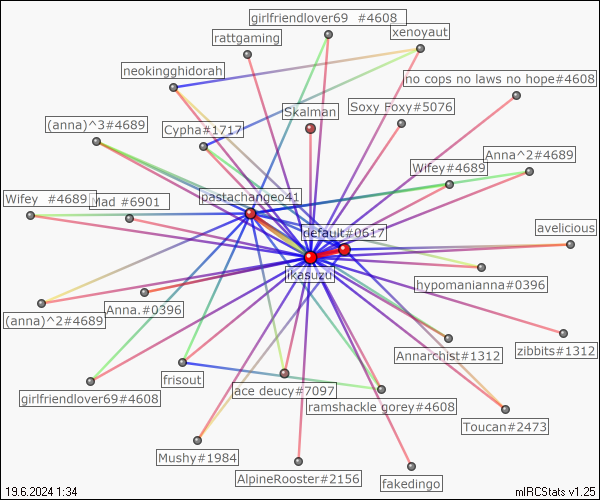 girlfriendlover69 #4608
xenoyaut
rattgaming
neokingghidorah
no cops no laws no hope#4608
Skalman
Soxy Foxy#5076
(anna)^3#4689
Cypha#1717
Anna^2#4689
Wifey#4689
Wifey #4689
Mad #6901
pastachangeo41
default#0617
avelicious
ikasuzu
hypomanianna#0396
Anna.#0396
(anna)^2#4689
zibbits#1312
Annarchist#1312
frisout
ace deucy#7097
girlfriendlover69#4608
ramshackle gorey#4608
Toucan#2473
Mushy#1984
AlpineRooster#2156
fakedingo
19.6.2024 1:34
mIRCStats v1.25